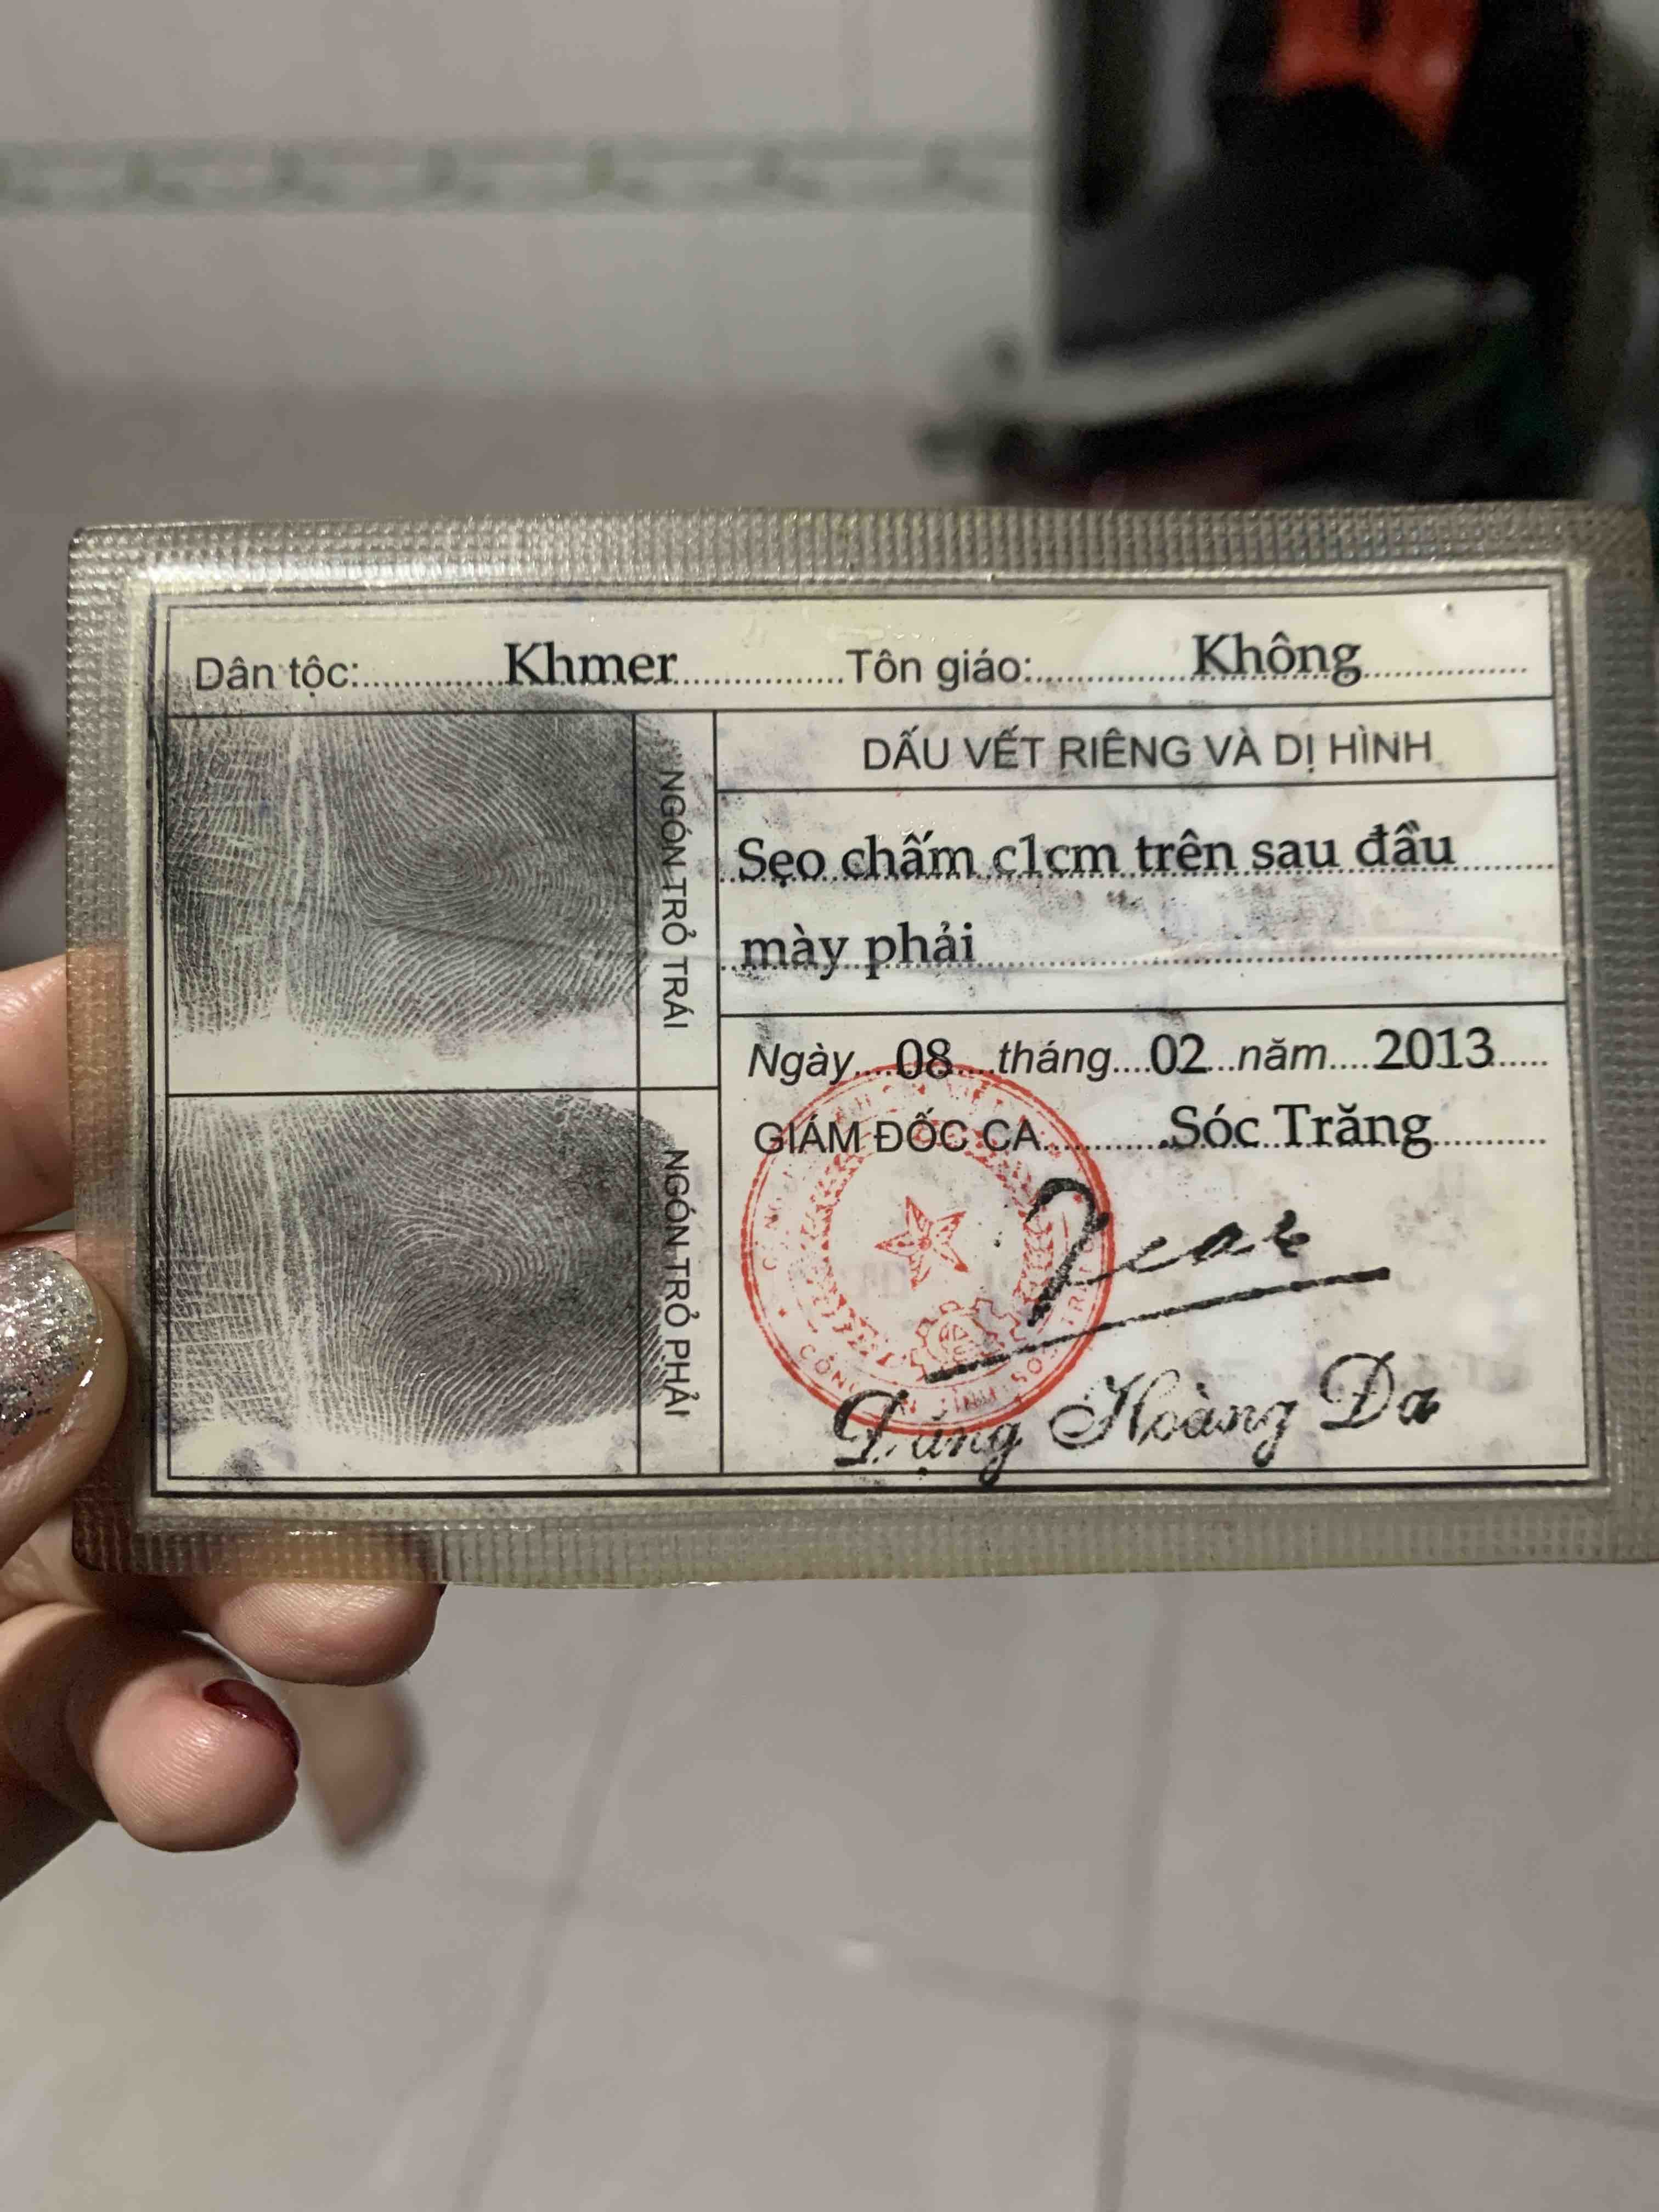 Dân tộc: Khmer Tôn giáo: Không
NGÓN TRỎ TRÁI
DẤU VẾT RIÊNG VÀ DỊ HÌNH
Sẹo chấm c1cm trên sau đầu
mày phải
NGÓN TRỎ PHẢI
Ngày 08 tháng 02 năm 2013
GIÁM ĐỐC CA Sóc Trăng
Đặng Hoàng Đa